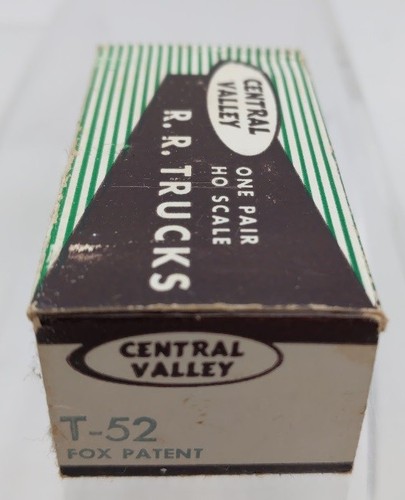 CENTRAL
VALLEY
ONE PAIR
HO SCALE
R.R. TRUCKS
CENTRAL
VALLEY
T-52
FOX PATENT